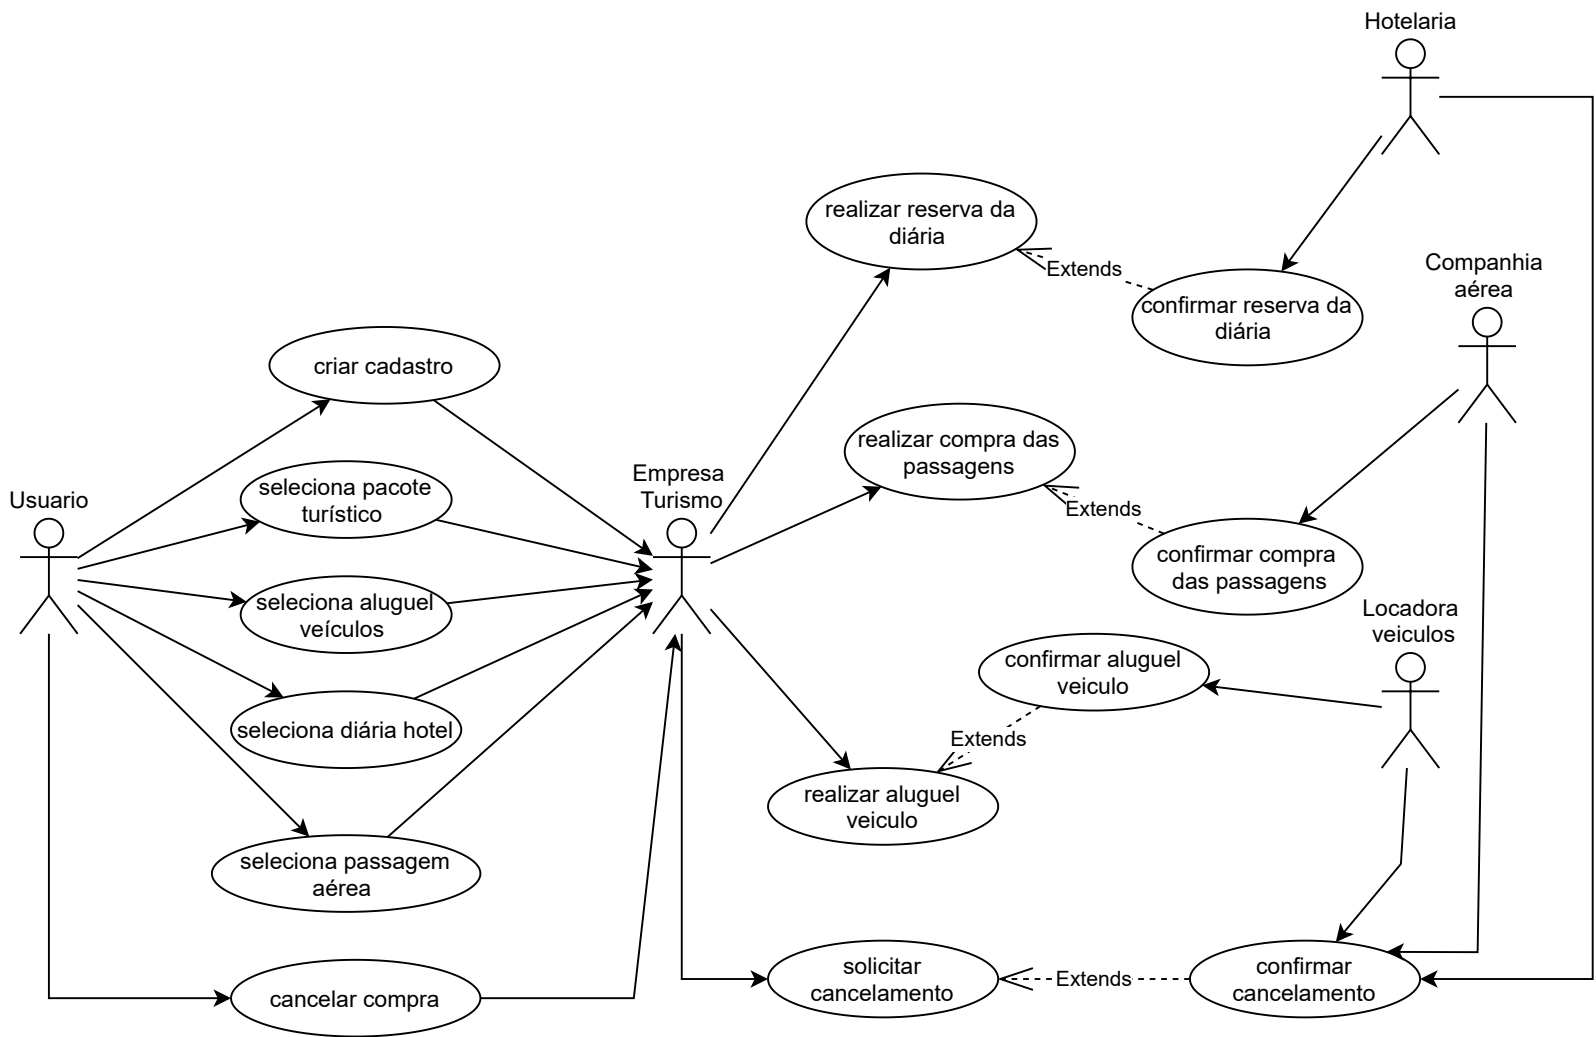 Hotelaria
realizar reserva da
diária
Extends
confirmar reserva da
diária
Companhia
aérea
criar cadastro
realizar compra das
passagens
Extends
confirmar compra
das passagens
Usuario
seleciona pacote
turístico
Empresa
Turismo
seleciona aluguel
veículos
Locadora
veiculos
confirmar aluguel
veiculo
seleciona diária hotel
Extends
realizar aluguel
veiculo
seleciona passagem
aérea
cancelar compra
solicitar
cancelamento
Extends
confirmar
cancelamento